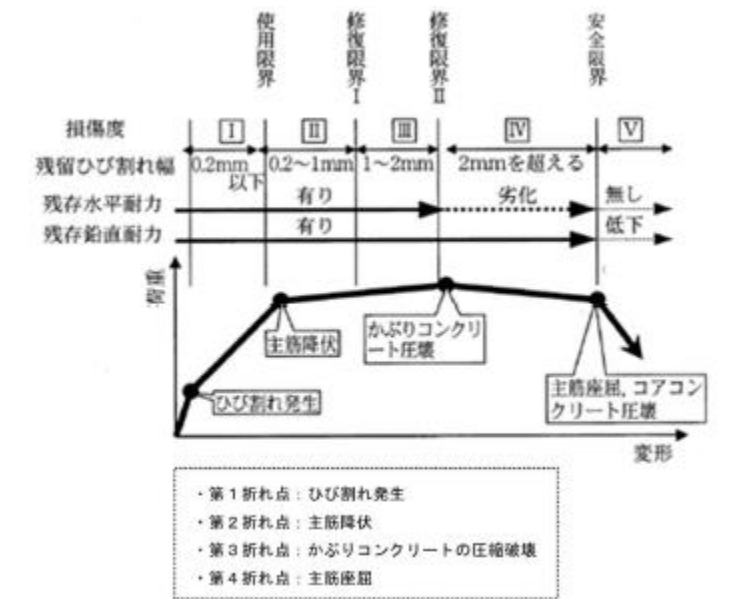 使用限界
修復限界Ⅰ
修復限界Ⅱ
安全限界
損傷度
Ⅰ
Ⅱ
Ⅲ
Ⅳ
Ⅴ
残留ひび割れ幅
0.2mm
以下
0.2～1mm
1～2mm
2mmを超える
残存水平耐力
有り
劣化
無し
残存鉛直耐力
有り
低下
荷重
主筋降伏
かぶりコンクリ
ート圧壊
ひび割れ発生
主筋座屈，コアコン
クリート圧壊
変形
・第１折れ点：ひび割れ発生
・第２折れ点：主筋降伏
・第３折れ点：かぶりコンクリートの圧縮破壊
・第４折れ点：主筋座屈